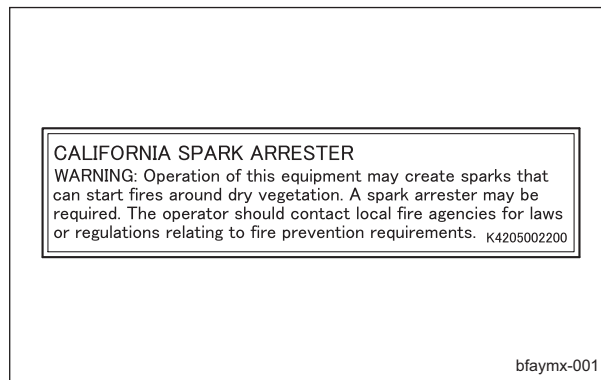 CALIFORNIA SPARK ARRESTER
WARNING: Operation of this equipment may create sparks that
can start fires around dry vegetation. A spark arrester may be
required. The operator should contact local fire agencies for laws
or regulations relating to fire prevention requirements. K4205002200
bfaymx-001